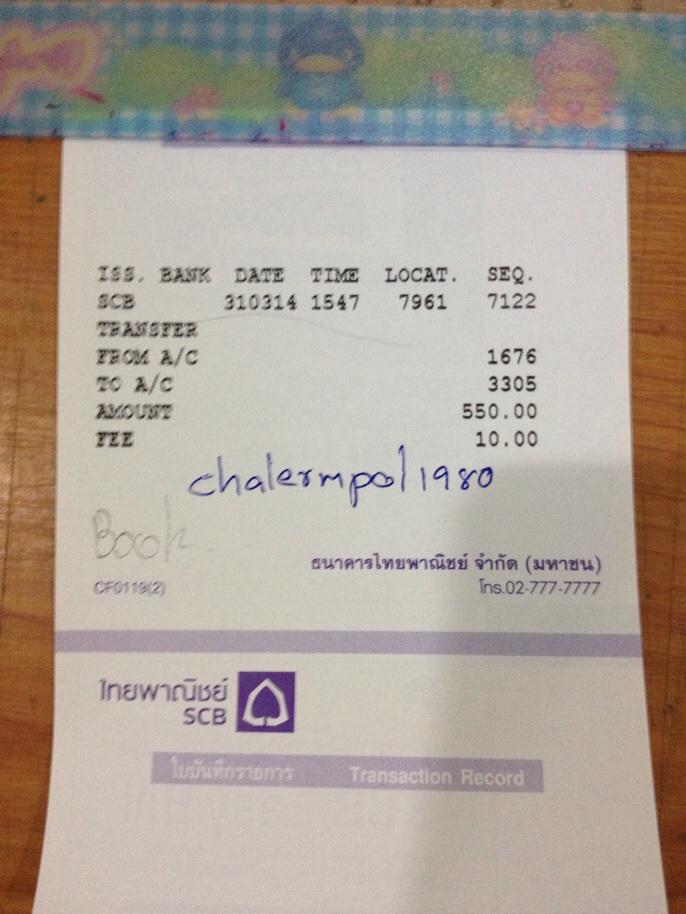 ISS. BANK DATE TIME LOCAT. SEQ.
SCB 310314 1547 7961 7122
TRANSFER
FROM A/C 1676
TO A/C 3305
AMOUNT 550.00
FEE 10.00
chalermpol1980
Book.
ธนาคารไทยพาณิชย์ จำกัด (มหาชน)
CF0119(2) โทร.02-777-7777
ไทยพาณิชย์
SCB
ใบบันทึกรายการ Transaction Record